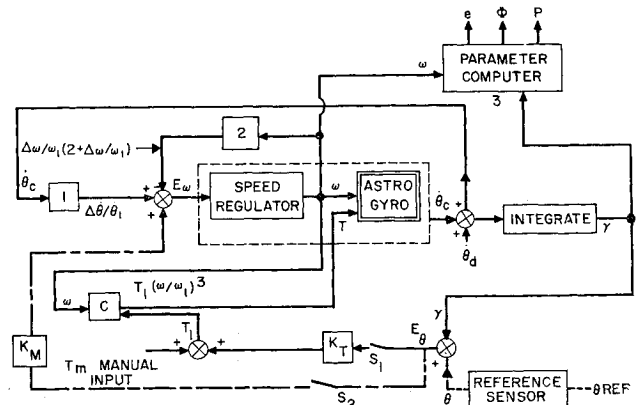 e Φ P
PARAMETER
COMPUTER
3
ω
Δω/ω₁(2+Δω/ω₁)
2
θ̇c
1
Δθ̇/θ̇₁
+ −
+
Eω
SPEED
REGULATOR
ω
T
ASTRO
GYRO
θ̇c +
+
θ̇d
INTEGRATE
γ
T₁(ω/ω₁)³
ω
C
T₁
KM
Tm MANUAL
INPUT
+ +
KT
S₁
S₂
Eθ
γ
−
+
θ
REFERENCE
SENSOR
θREF